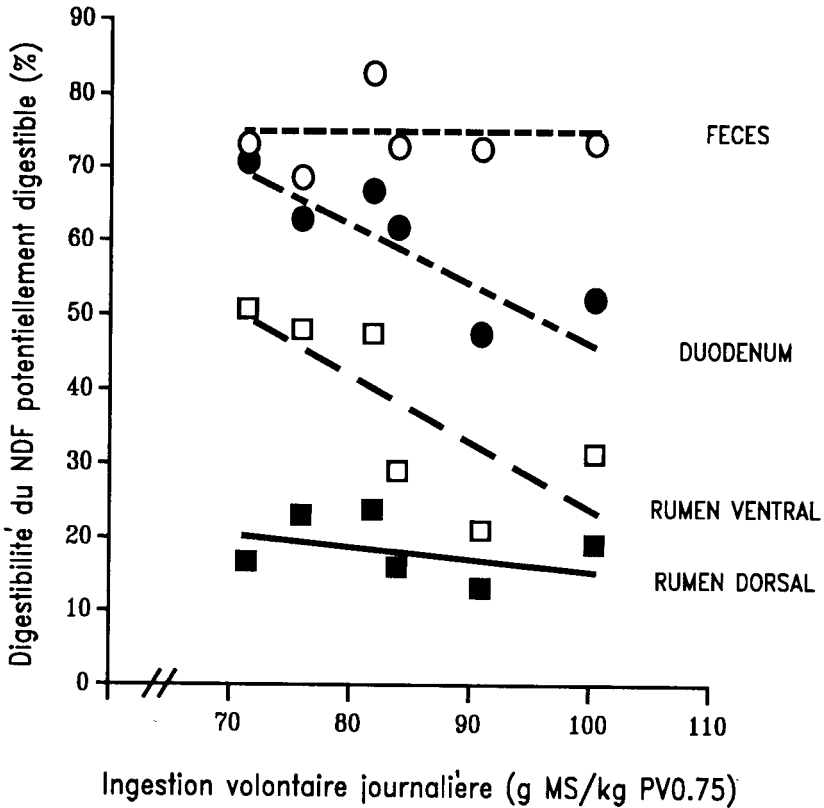 Digestibilité du NDF potentiellement digestible (%)
90
80
70
60
50
40
30
20
10
0
FECES
DUODENUM
RUMEN VENTRAL
RUMEN DORSAL
70 80 90 100 110
Ingestion volontaire journalière (g MS/kg PV0.75)